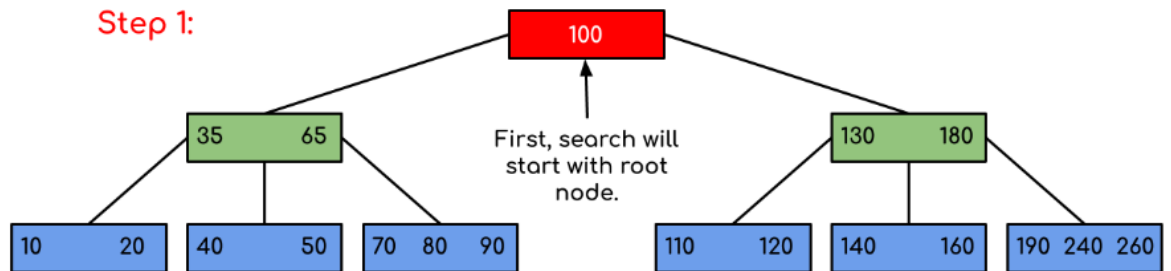 Step 1:
100
35 65
130 180
First, search will
start with root
node.
10 20
40 50
70 80 90
110 120
140 160
190 240 260